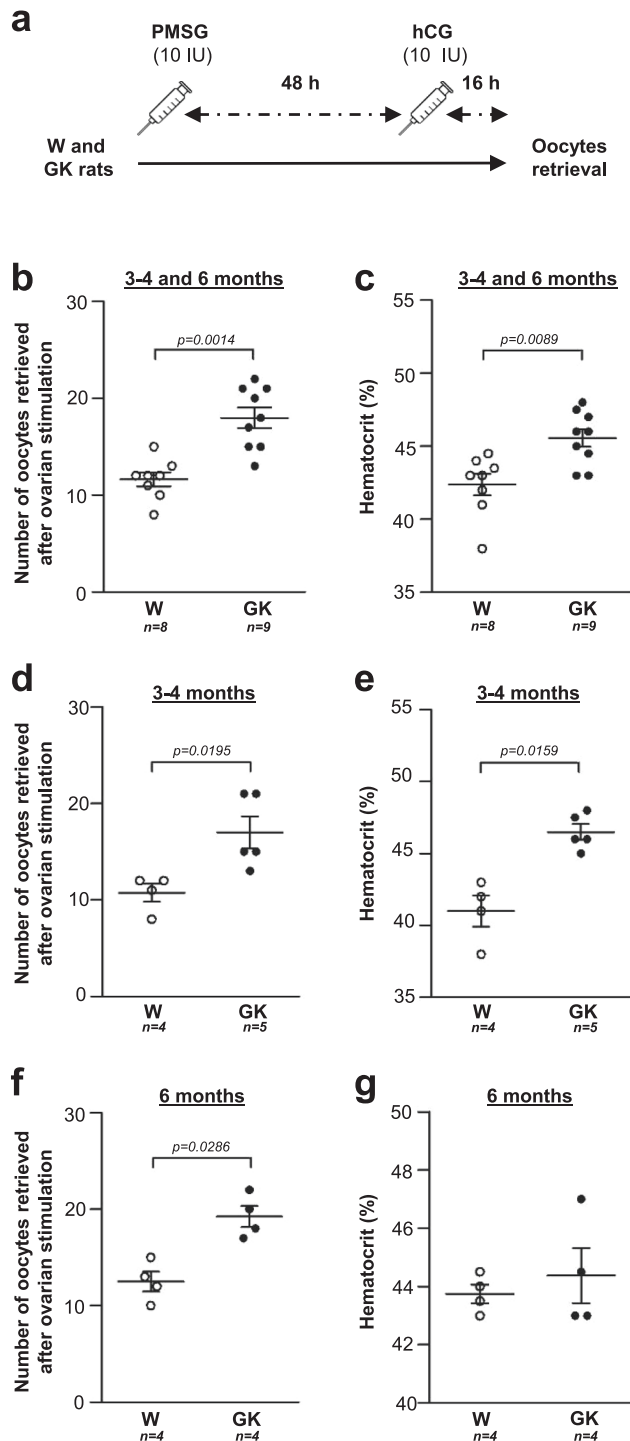 a
PMSG
(10 IU)
hCG
(10 IU)
48 h
16 h
W and
GK rats
Oocytes
retrieval
b
3-4 and 6 months
Number of oocytes retrieved
after ovarian stimulation
30
20
10
0
p=0.0014
W
n=8
GK
n=9
c
3-4 and 6 months
Hematocrit (%)
55
50
45
42
35
p=0.0089
W
n=8
GK
n=9
d
3-4 months
Number of oocytes retrieved
after ovarian stimulation
30
20
10
0
p=0.0195
W
n=4
GK
n=5
e
3-4 months
Hematocrit (%)
55
50
45
40
35
p=0.0159
W
n=4
GK
n=5
f
6 months
Number of oocytes retrieved
after ovarian stimulation
30
20
10
0
p=0.0286
W
n=4
GK
n=4
g
6 months
Hematocrit (%)
50
48
46
44
42
40
W
n=4
GK
n=4